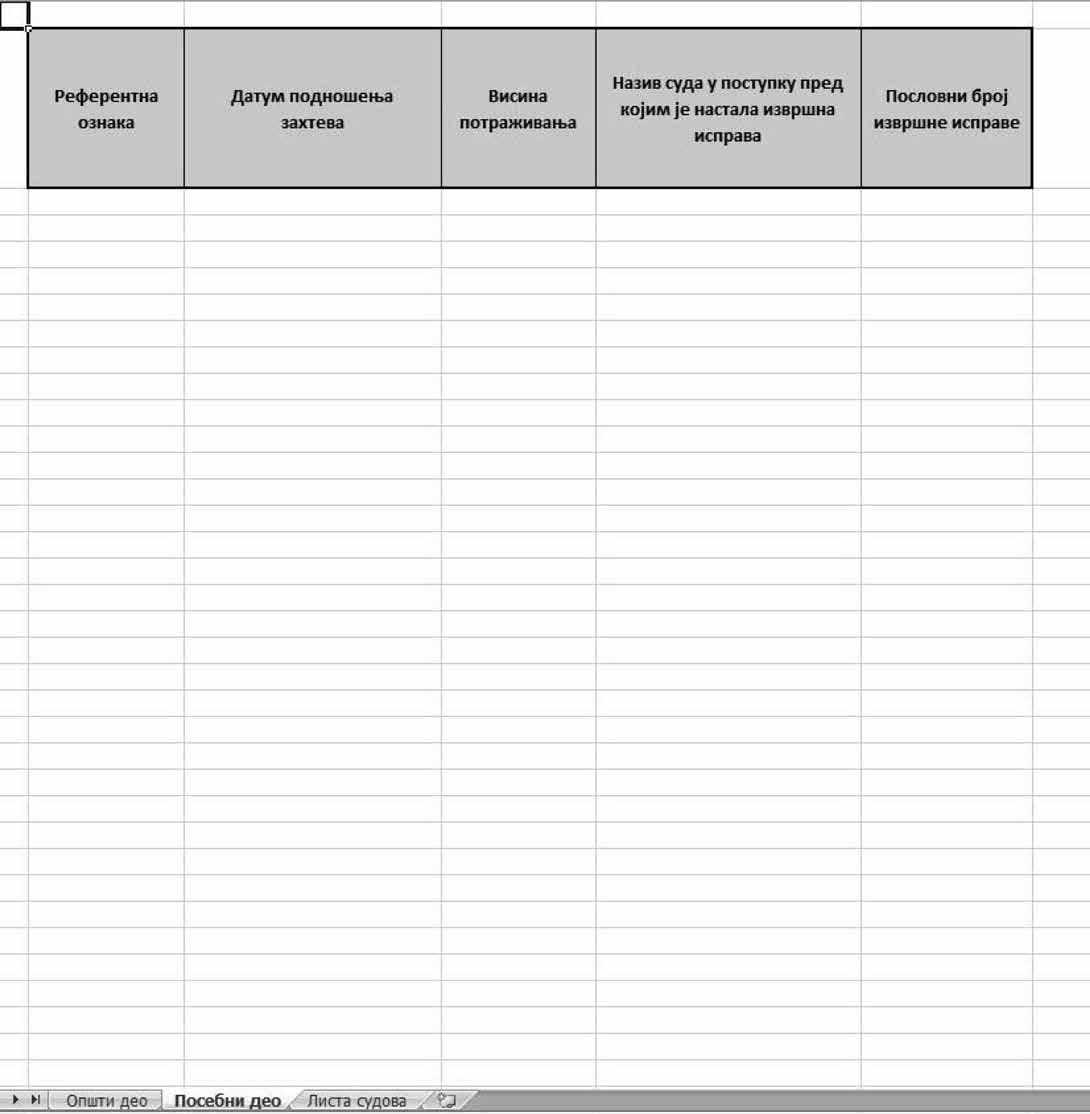 Референтна
ознака
Датум подношења
захтева
Висина
потраживања
Назив суда у поступку пред
којим је настала извршна
исправа
Пословни број
извршне исправе
Општи део
Посебни део
Листа судова